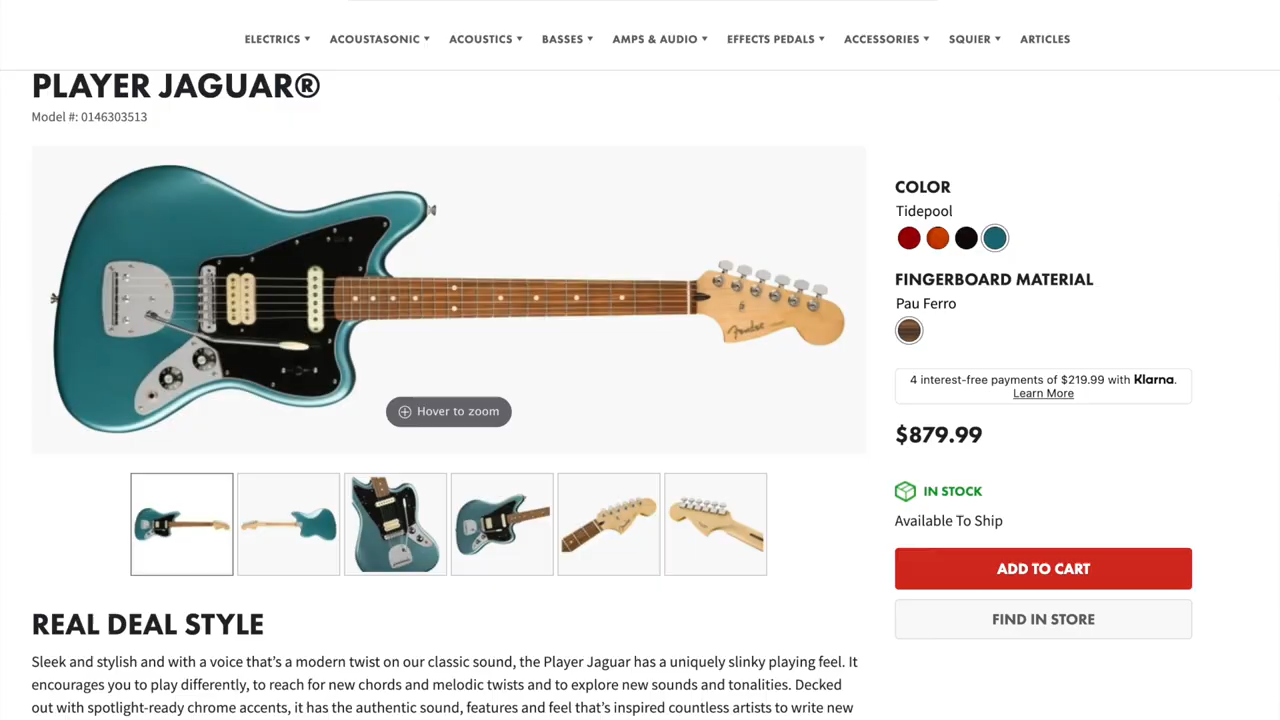 ELECTRICS
ACOUSTASONIC
ACOUSTICS
BASSES
AMPS & AUDIO
EFFECTS PEDALS
ACCESSORIES
SQUIER
ARTICLES
PLAYER JAGUAR®
Model #: 0146303513
Fender
Hover to zoom
COLOR
Tidepool
FINGERBOARD MATERIAL
Pau Ferro
4 interest-free payments of $219.99 with Klarna.
Learn More
$879.99
IN STOCK
Available To Ship
ADD TO CART
FIND IN STORE
REAL DEAL STYLE
Sleek and stylish and with a voice that’s a modern twist on our classic sound, the Player Jaguar has a uniquely slinky playing feel. It
encourages you to play differently, to reach for new chords and melodic twists and to explore new sounds and tonalities. Decked
out with spotlight-ready chrome accents, it has the authentic sound, features and feel that’s inspired countless artists to write new